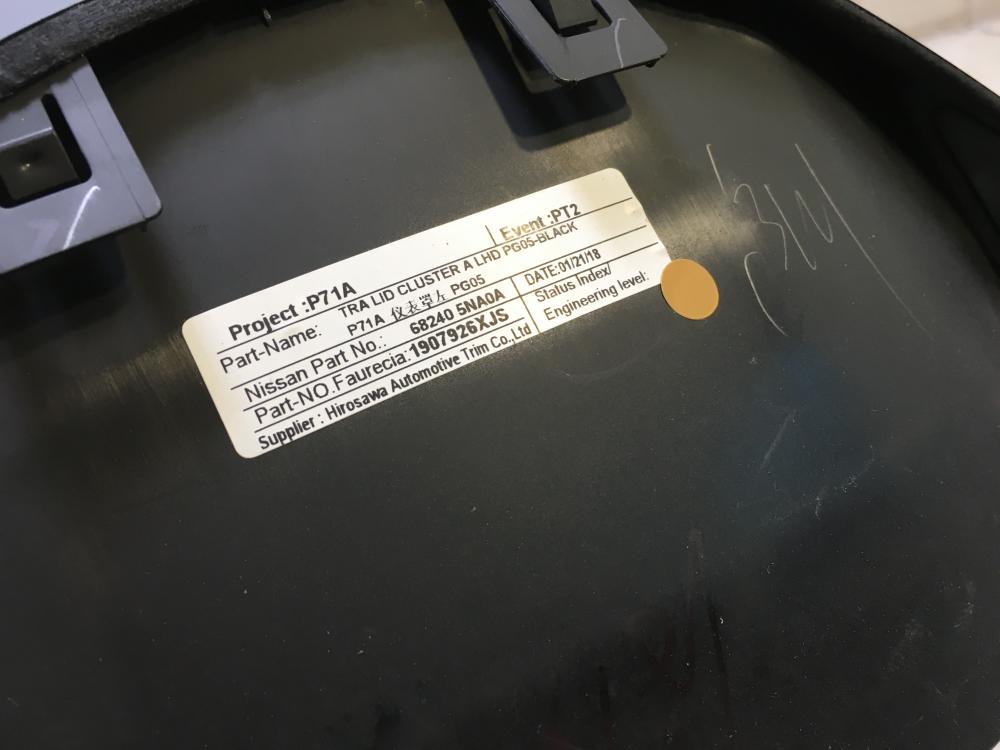 Project :P71A
Event :PT2
Part-Name: TRA LID CLUSTER A LHD PG05-BLACK
P71A 仪表罩左 PG05
Nissan Part No.: 68240 5NA0A
DATE:01/21/18
Part-NO.Faurecia:1907926XJS
Status Index/
Engineering level:
Supplier : Hirosawa Automotive Trim Co.,Ltd